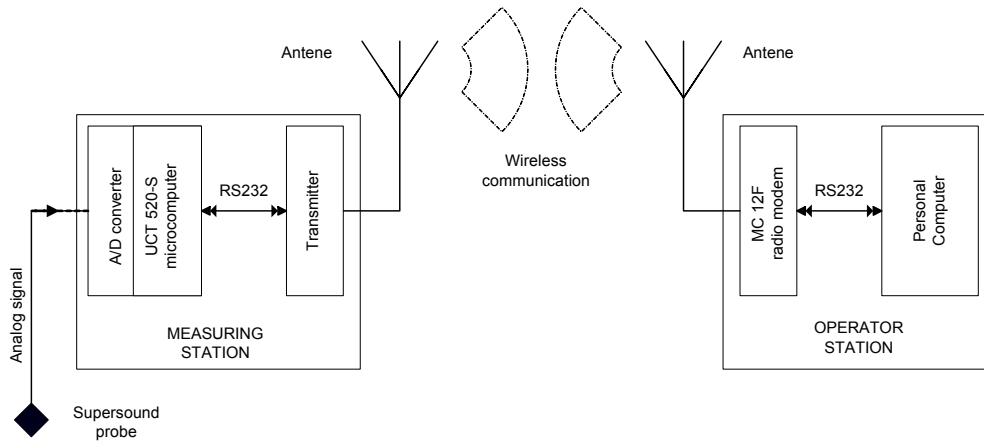 Antene
Antene
Wireless
communication
A/D converter
UCT 520-S
microcomputer
RS232
Transmitter
MC 12F
radio modem
RS232
Personal
Computer
Analog signal
MEASURING
STATION
OPERATOR
STATION
Supersound
probe